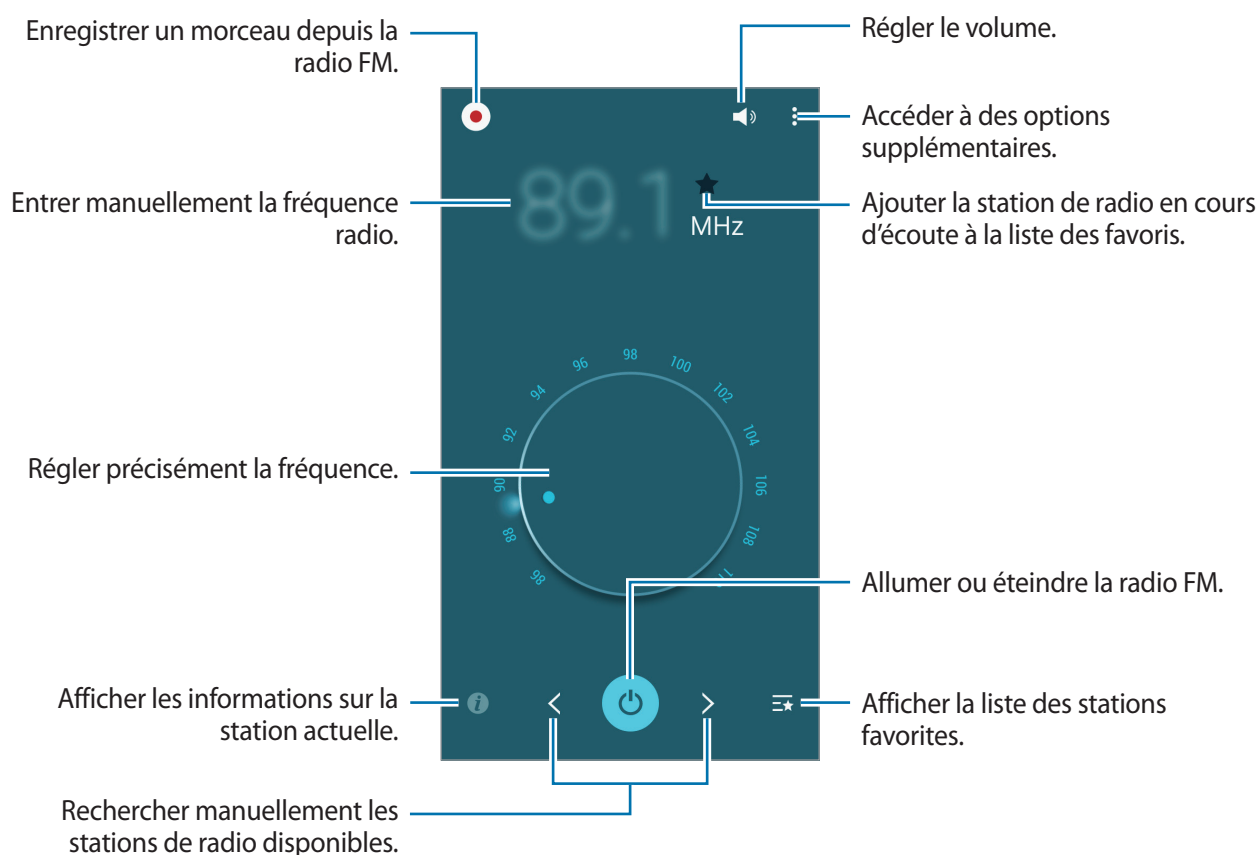 Enregistrer un morceau depuis la
radio FM.
Régler le volume.
Accéder à des options
supplémentaires.
Entrer manuellement la fréquence
radio.
89.1
MHz
Ajouter la station de radio en cours
d’écoute à la liste des favoris.
86
88
90
92
94
96
98
100
102
104
106
108
Régler précisément la fréquence.
Allumer ou éteindre la radio FM.
Afficher les informations sur la
station actuelle.
Afficher la liste des stations
favorites.
Rechercher manuellement les
stations de radio disponibles.